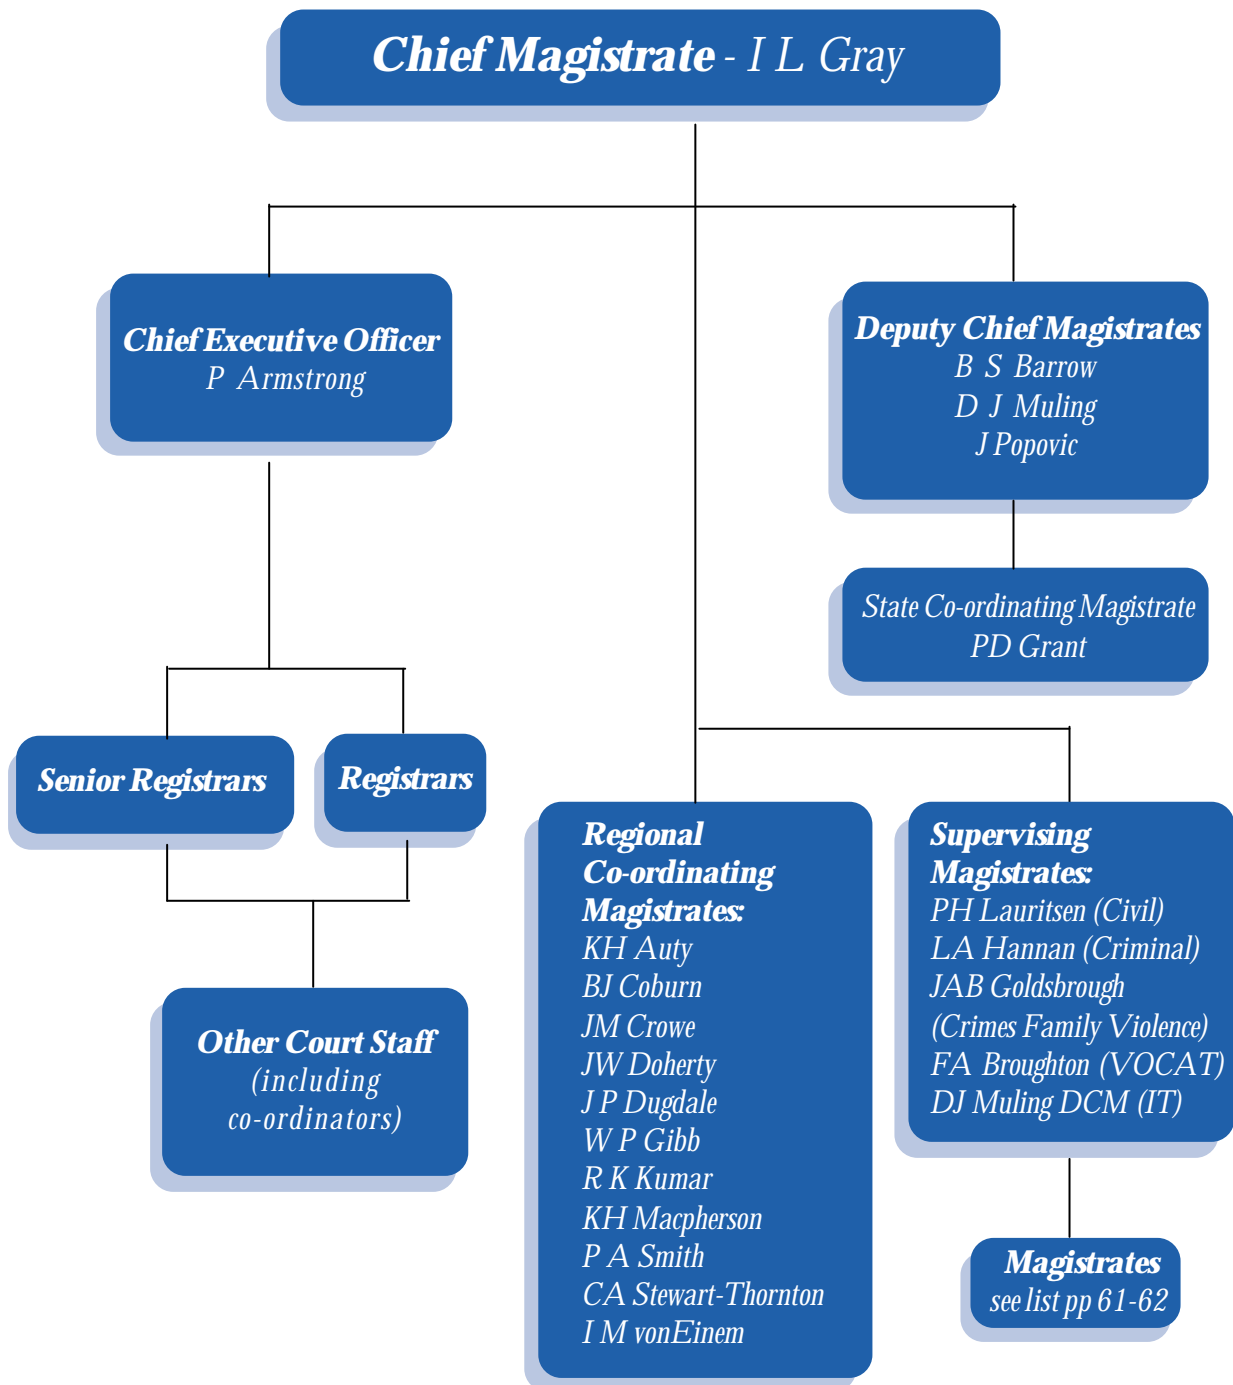 Chief Magistrate - I L Gray
Chief Executive Officer
P Armstrong
Deputy Chief Magistrates
B S Barrow
D J Muling
J Popovic
State Co-ordinating Magistrate
PD Grant
Senior Registrars
Registrars
Other Court Staff
(including
co-ordinators)
Regional
Co-ordinating
Magistrates:
KH Auty
BJ Coburn
JM Crowe
JW Doherty
J P Dugdale
W P Gibb
R K Kumar
KH Macpherson
P A Smith
CA Stewart-Thornton
I M vonEinem
Supervising
Magistrates:
PH Lauritsen (Civil)
LA Hannan (Criminal)
JAB Goldsbrough
(Crimes Family Violence)
FA Broughton (VOCAT)
DJ Muling DCM (IT)
Magistrates
see list pp 61-62